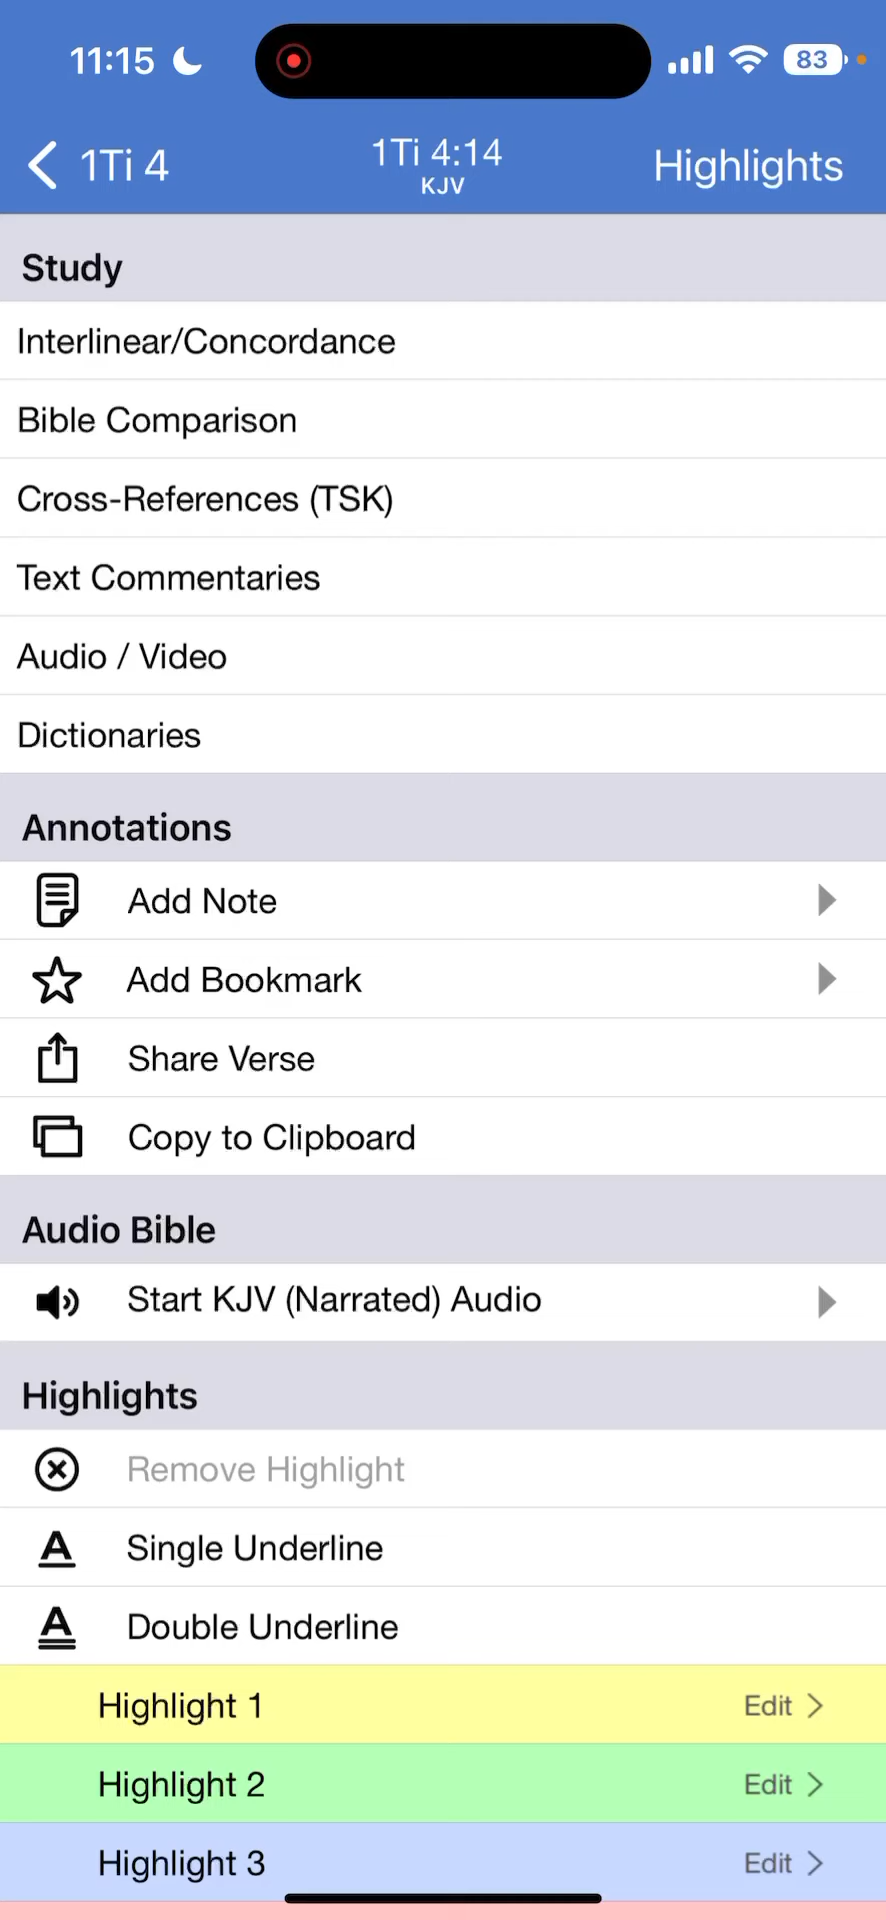 11:15
83
1Ti 4
1Ti 4:14
KJV
Highlights
Study
Interlinear/Concordance
Bible Comparison
Cross-References (TSK)
Text Commentaries
Audio / Video
Dictionaries
Annotations
Add Note
Add Bookmark
Share Verse
Copy to Clipboard
Audio Bible
Start KJV (Narrated) Audio
Highlights
Remove Highlight
A Single Underline
A Double Underline
Highlight 1 Edit
Highlight 2 Edit
Highlight 3 Edit